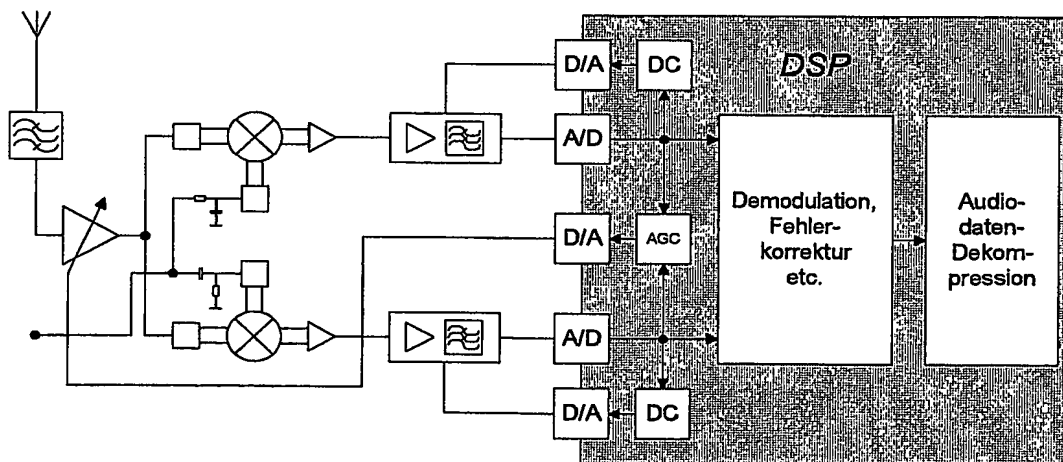 D/A
DC
DSP
A/D
D/A
AGC
A/D
D/A
DC
Demodulation,
Fehler-
korrektur
etc.
Audio-
daten-
Dekom-
pression